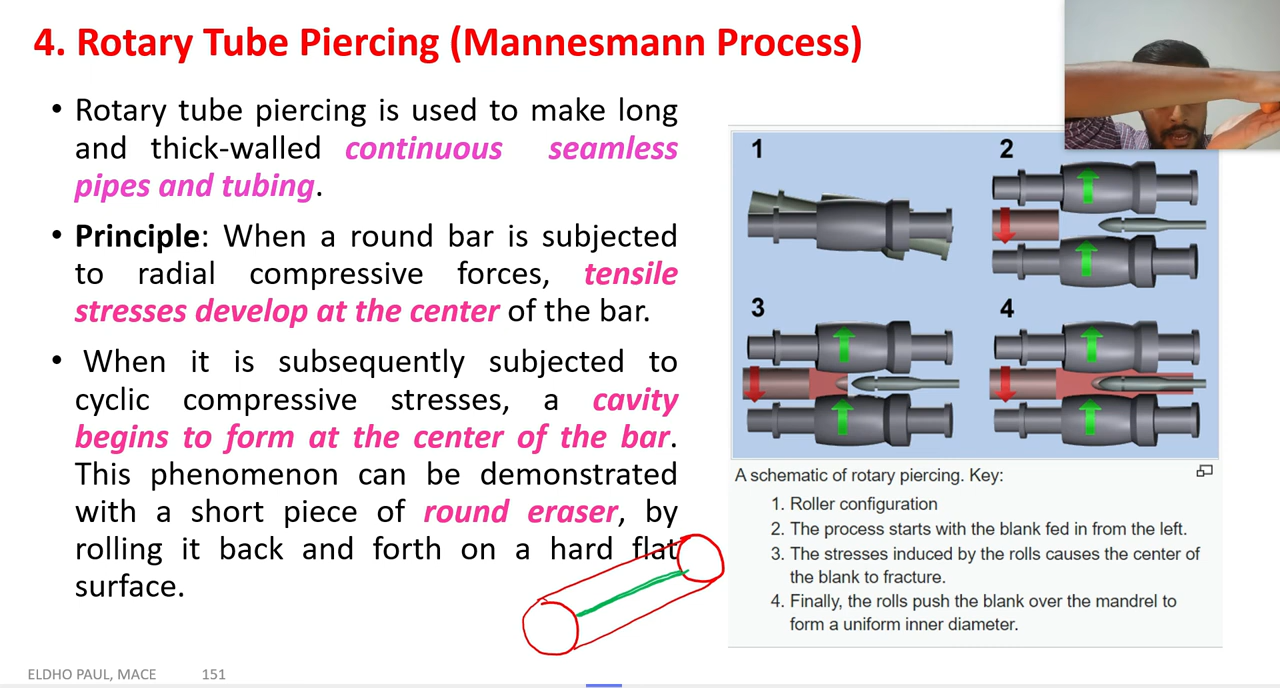 4. Rotary Tube Piercing (Mannesmann Process)
• Rotary tube piercing is used to make long
and thick-walled continuous seamless
pipes and tubing.
• Principle: When a round bar is subjected
to radial compressive forces, tensile
stresses develop at the center of the bar.
• When it is subsequently subjected to
cyclic compressive stresses, a cavity
begins to form at the center of the bar.
This phenomenon can be demonstrated
with a short piece of round eraser, by
rolling it back and forth on a hard flat
surface.
1
2
3
4
A schematic of rotary piercing. Key:
1. Roller configuration
2. The process starts with the blank fed in from the left.
3. The stresses induced by the rolls causes the center of
the blank to fracture.
4. Finally, the rolls push the blank over the mandrel to
form a uniform inner diameter.
ELDHO PAUL, MACE 151